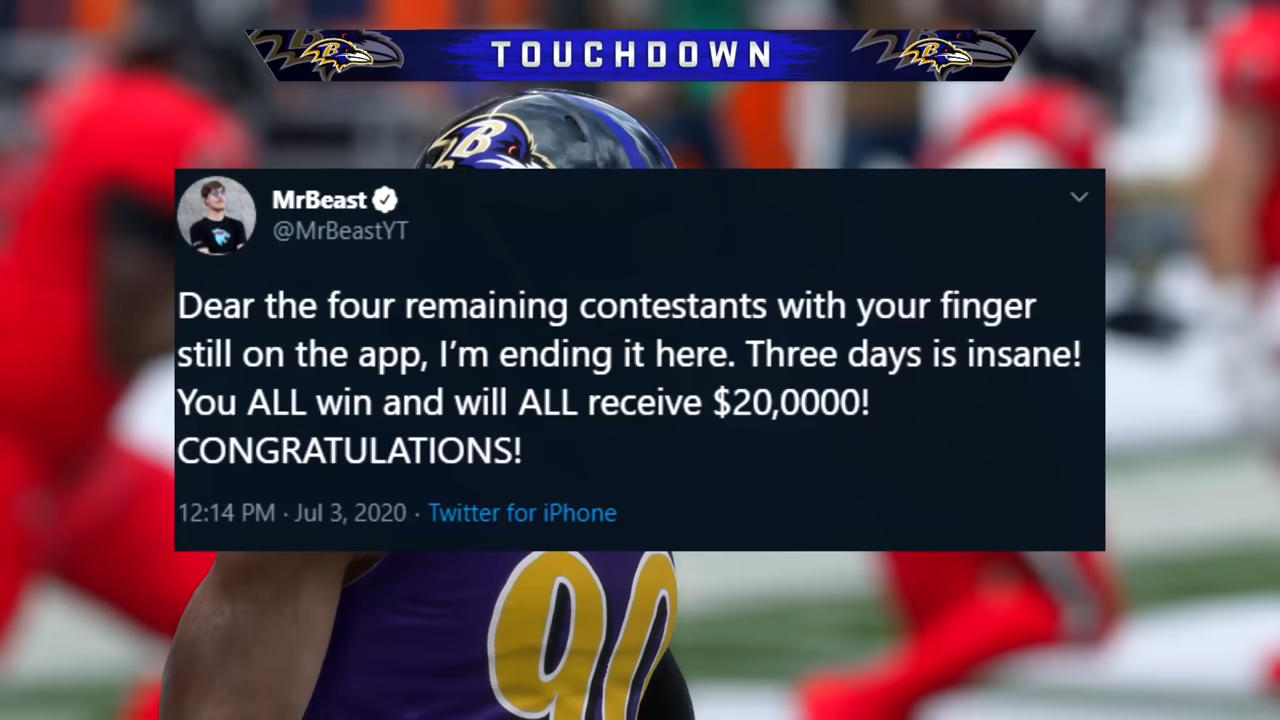 TOUCHDOWN
B
MrBeast
@MrBeastYT
Dear the four remaining contestants with your finger
still on the app, I’m ending it here. Three days is insane!
You ALL win and will ALL receive $20,0000!
CONGRATULATIONS!
12:14 PM · Jul 3, 2020 · Twitter for iPhone
90